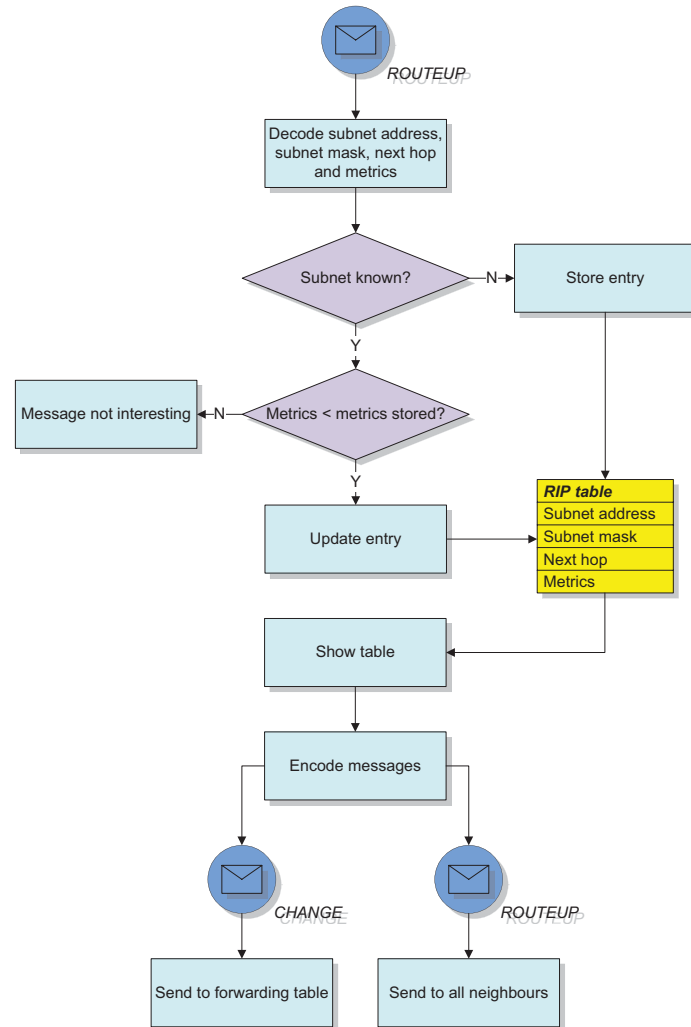 ROUTEUP
Decode subnet address,
subnet mask, next hop
and metrics
Subnet known?
N
Store entry
Y
Message not interesting
N
Metrics < metrics stored?
Y
Update entry
RIP table
Subnet address
Subnet mask
Next hop
Metrics
Show table
Encode messages
CHANGE
ROUTEUP
Send to forwarding table
Send to all neighbours